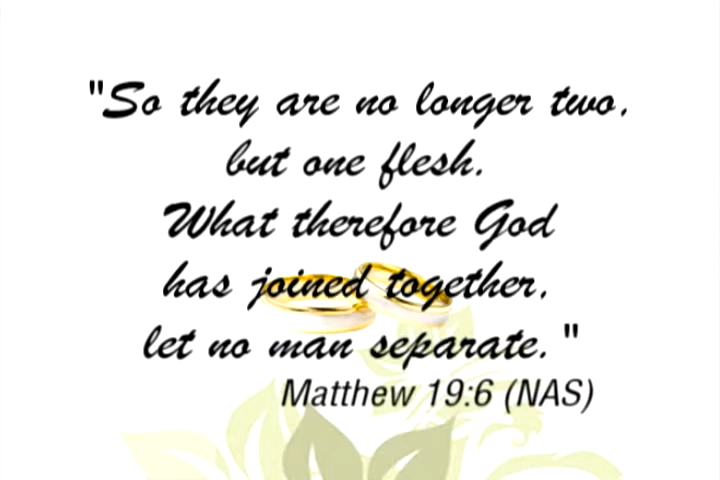 "So they are no longer two,
but one flesh.
What therefore God
has joined together,
let no man separate."
Matthew 19:6 (NAS)